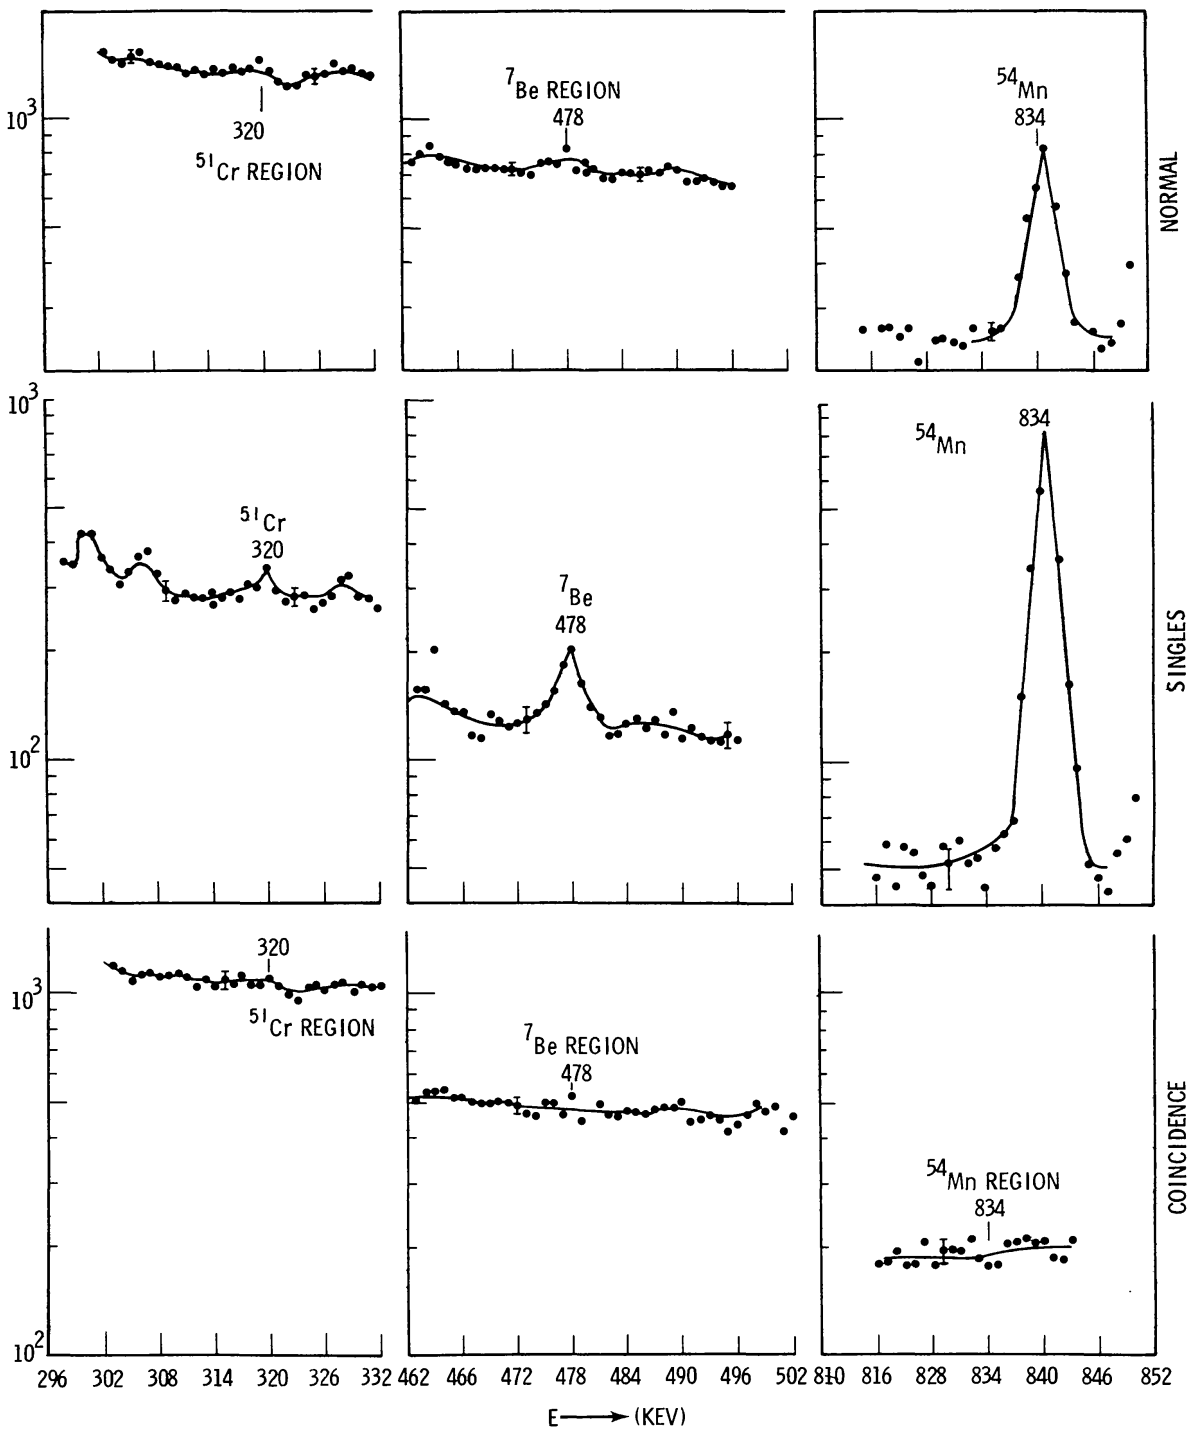 10³
320
⁵¹Cr REGION
⁷Be REGION
478
⁵⁴Mn
834
NORMAL
10³
10²
⁵¹Cr
320
⁷Be
478
⁵⁴Mn
834
SINGLES
10³
10²
320
⁵¹Cr REGION
⁷Be REGION
478
⁵⁴Mn REGION
834
COINCIDENCE
296 302 308 314 320 326 332 462 466 472 478 484 490 496 502 810 816 828 834 840 846 852
E → (KEV)